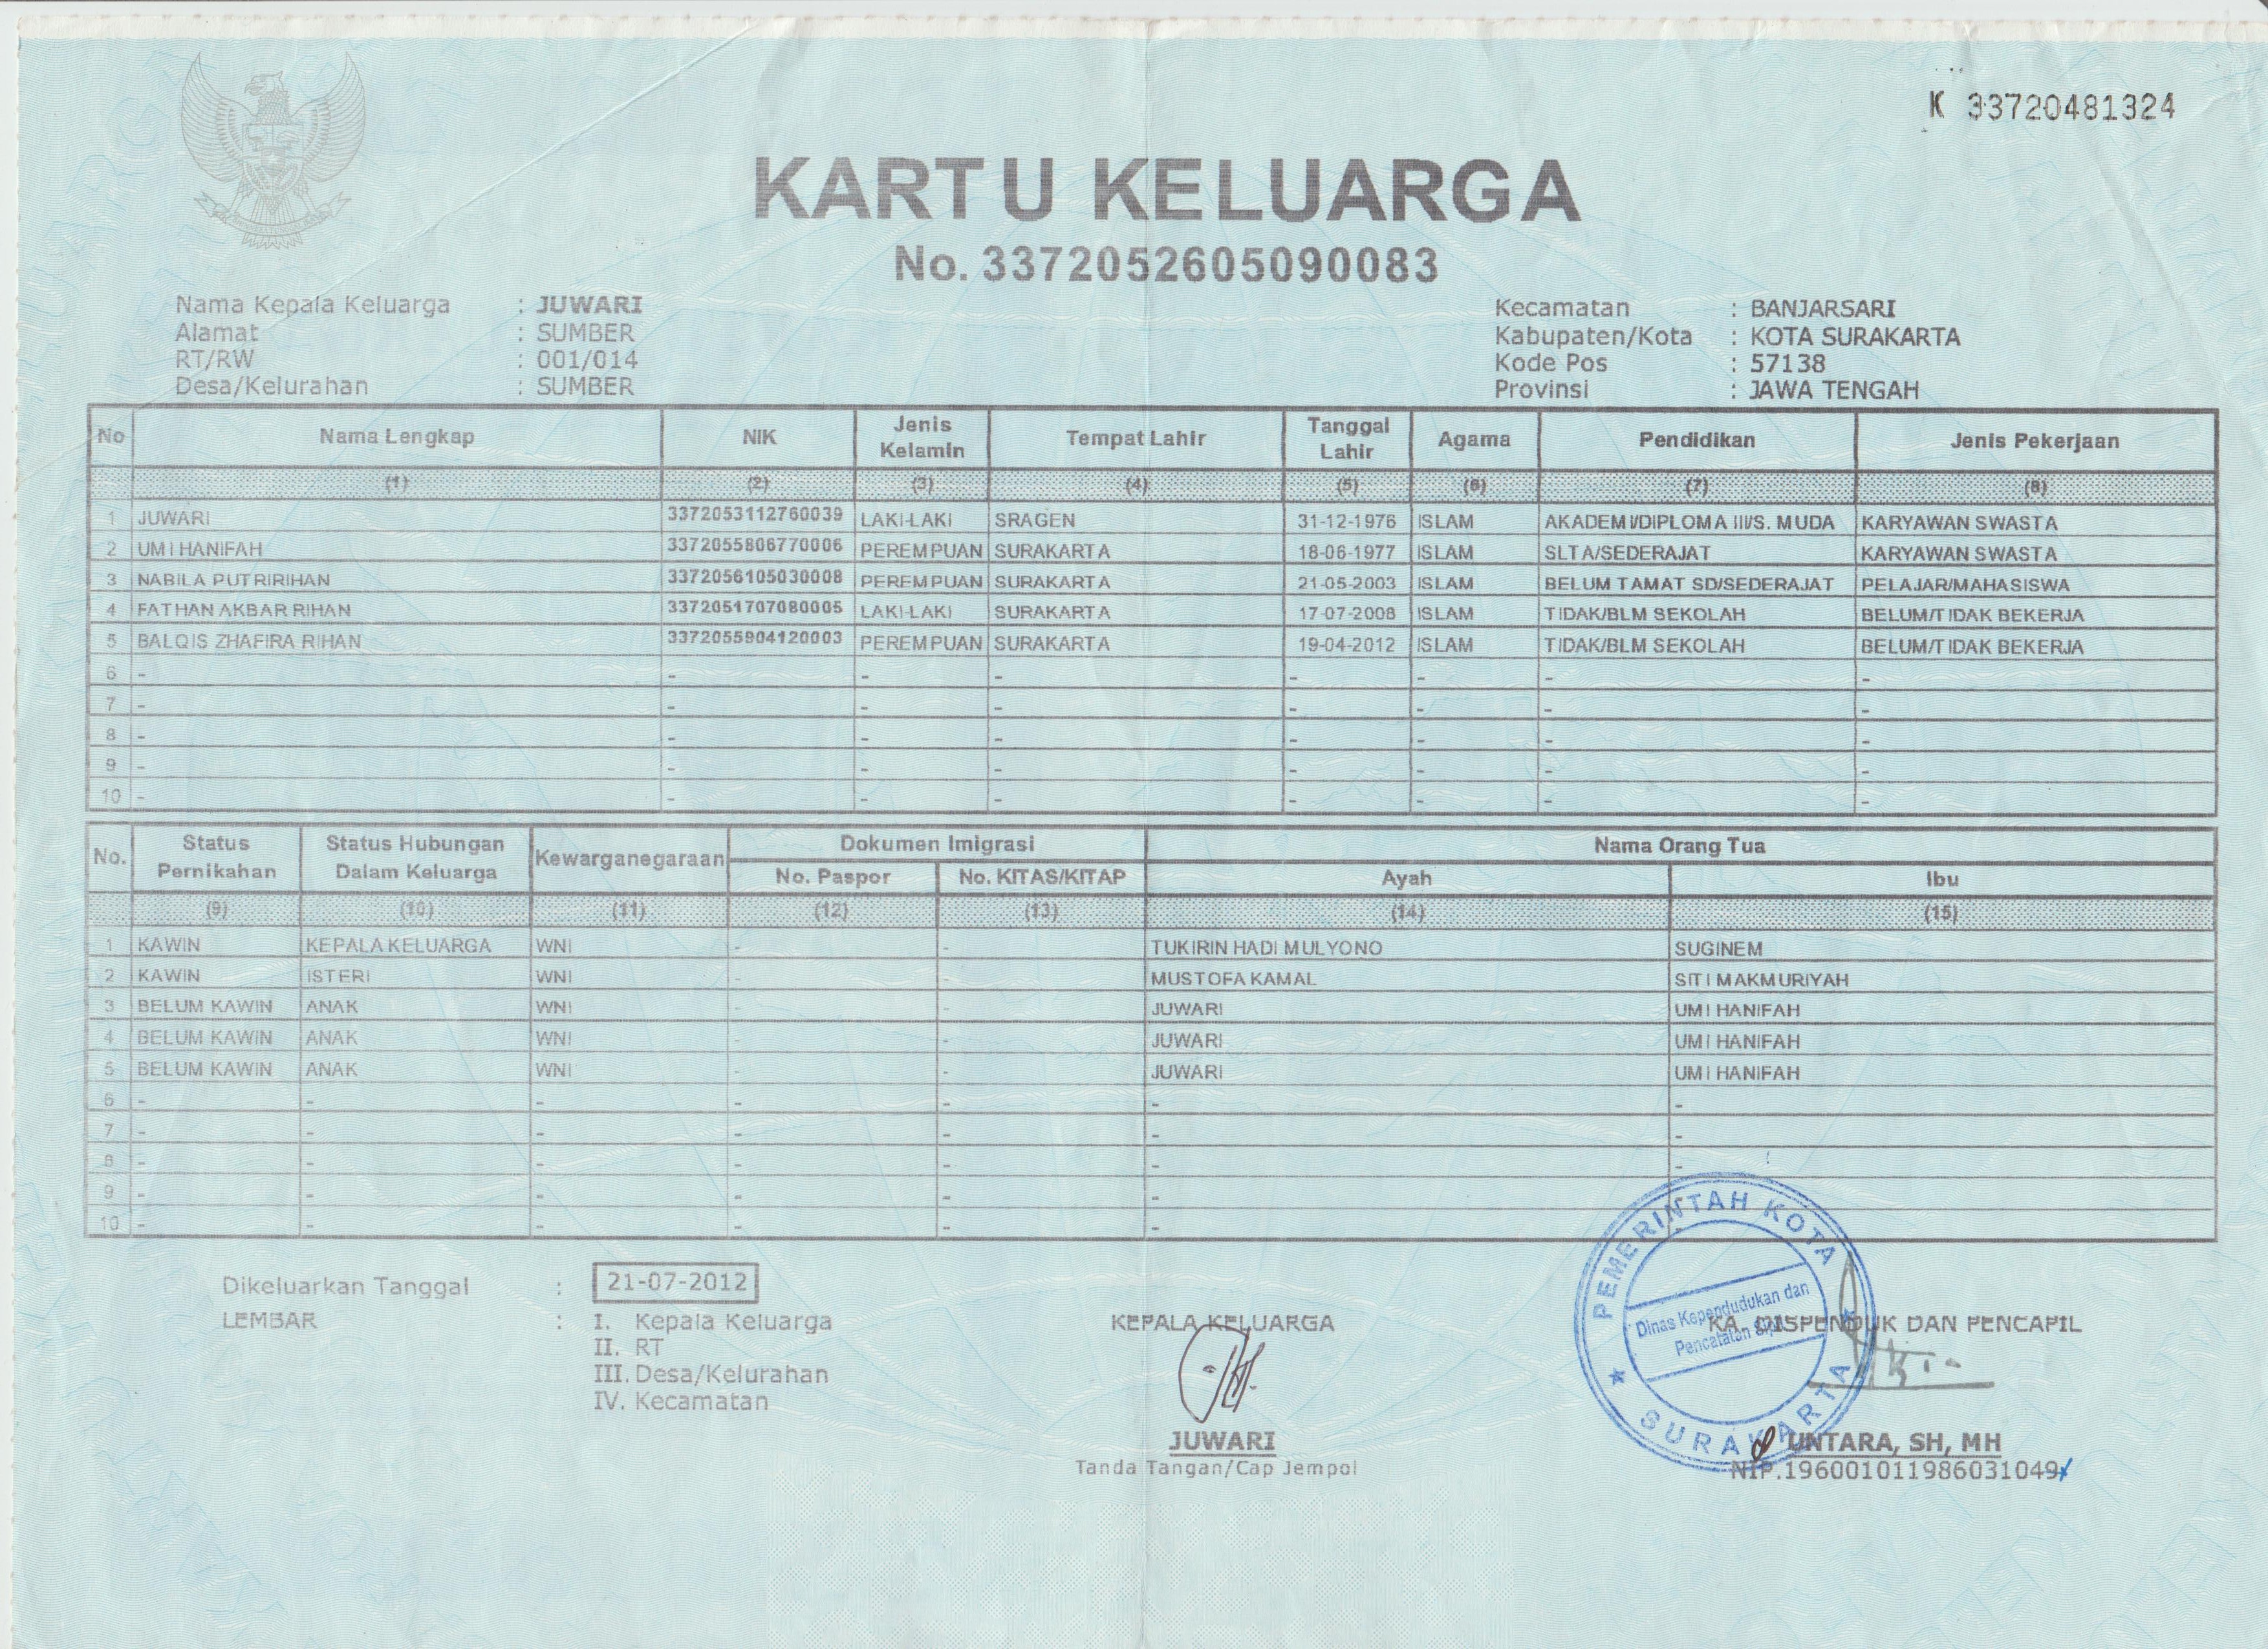 K 33720481324
KARTU KELUARGA
No. 3372052605090083
Nama Kepala Keluarga : JUWARI
Alamat : SUMBER
RT/RW : 001/014
Desa/Kelurahan : SUMBER
Kecamatan : BANJARSARI
Kabupaten/Kota : KOTA SURAKARTA
Kode Pos : 57138
Provinsi : JAWA TENGAH
No Nama Lengkap NIK Jenis Kelamin Tempat Lahir Tanggal Lahir Agama Pendidikan Jenis Pekerjaan
(1) (2) (3) (4) (5) (6) (7) (8)
1 JUWARI 3372053112760039 LAKI-LAKI SRAGEN 31-12-1976 ISLAM AKADEMI/DIPLOMA III/S. MUDA KARYAWAN SWASTA
2 UMI HANIFAH 3372055806770006 PEREMPUAN SURAKARTA 18-06-1977 ISLAM SLTA/SEDERAJAT KARYAWAN SWASTA
3 NABILA PUTRIRIHAN 3372056105030008 PEREMPUAN SURAKARTA 21-05-2003 ISLAM BELUM TAMAT SD/SEDERAJAT PELAJAR/MAHASISWA
4 FATHAN AKBAR RIHAN 3372051707080005 LAKI-LAKI SURAKARTA 17-07-2008 ISLAM TIDAK/BLM SEKOLAH BELUM/TIDAK BEKERJA
5 BALQIS ZHAFIRA RIHAN 3372055904120003 PEREMPUAN SURAKARTA 19-04-2012 ISLAM TIDAK/BLM SEKOLAH BELUM/TIDAK BEKERJA
6 - - - - - - - -
7 - - - - - - - -
8 - - - - - - - -
9 - - - - - - - -
10 - - - - - - - -
No. Status Pernikahan Status Hubungan Dalam Keluarga Kewarganegaraan Dokumen Imigrasi Nama Orang Tua
No. Paspor No. KITAS/KITAP Ayah Ibu
(9) (10) (11) (12) (13) (14) (15)
1 KAWIN KEPALA KELUARGA WNI - - TUKIRIN HADI MULYONO SUGINEM
2 KAWIN ISTERI WNI - - MUSTOFA KAMAL SITI MAKMURIYAH
3 BELUM KAWIN ANAK WNI - - JUWARI UMI HANIFAH
4 BELUM KAWIN ANAK WNI - - JUWARI UMI HANIFAH
5 BELUM KAWIN ANAK WNI - - JUWARI UMI HANIFAH
6 - - - - - - -
7 - - - - - - -
8 - - - - - - -
9 - - - - - - -
10 - - - - - -
Dikeluarkan Tanggal : 21-07-2012
LEMBAR : I. Kepala Keluarga
II. RT
III. Desa/Kelurahan
IV. Kecamatan
KEPALA KELUARGA
JUWARI
Tanda Tangan/Cap Jempol
PEMERINTAH KOTA
Dinas Kependudukan dan
Pencatatan Sipil
SURAKARTA
KA. DISPENDUK DAN PENCAPIL
UNTARA, SH, MH
NIP.196001011986031049